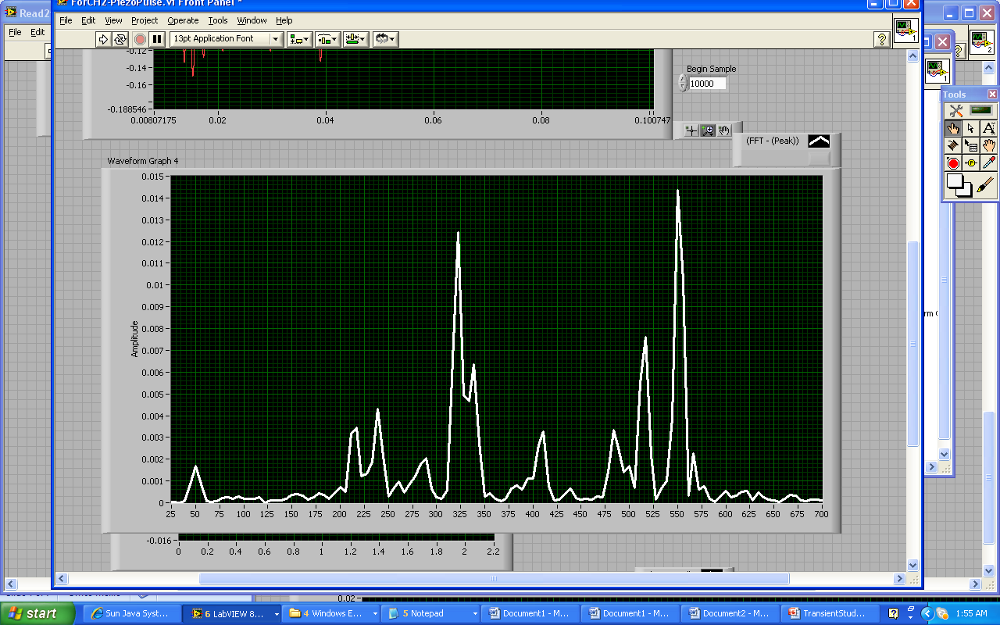 ForCH2-PiezoPulse.vi Front Panel *
Read2
File Edit View Project Operate Tools Window Help
File Edit
13pt Application Font
?
1
2
1
-0.12
-0.14
-0.16
-0.188546
0.00807175 0.02 0.04 0.06 0.08 0.100747
Begin Sample
10000
Tools
(FFT - (Peak))
Waveform Graph 4
0.015
0.014
0.013
0.012
0.011
0.01
0.009
0.008
0.007
0.006
0.005
0.004
0.003
0.002
0.001
0
Amplitude
25 50 75 100 125 150 175 200 225 250 275 300 325 350 375 400 425 450 475 500 525 550 575 600 625 650 675 700
-0.016
0 0.2 0.4 0.6 0.8 1 1.2 1.4 1.6 1.8 2 2.2
0.02
start
Sun Java Syst...
6 LabVIEW 8...
4 Windows E...
5 Notepad
Document1 - M...
Document1 - M...
Document2 - M...
TransientStud...
1:55 AM